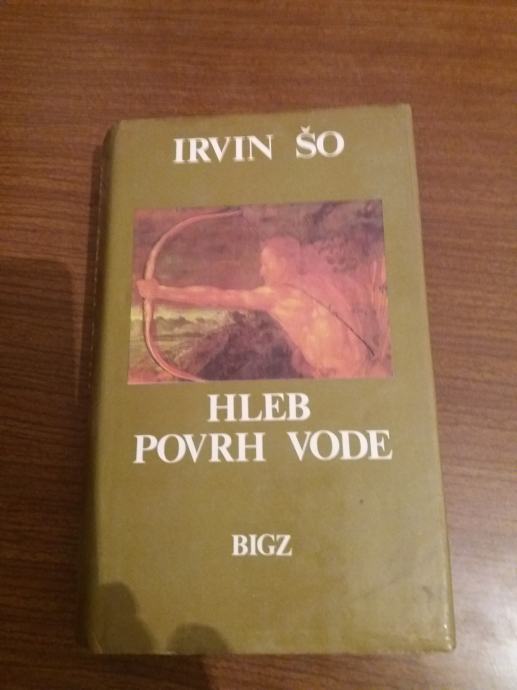 IRVIN ŠO
HLEB
POVRH VODE
BIGZ